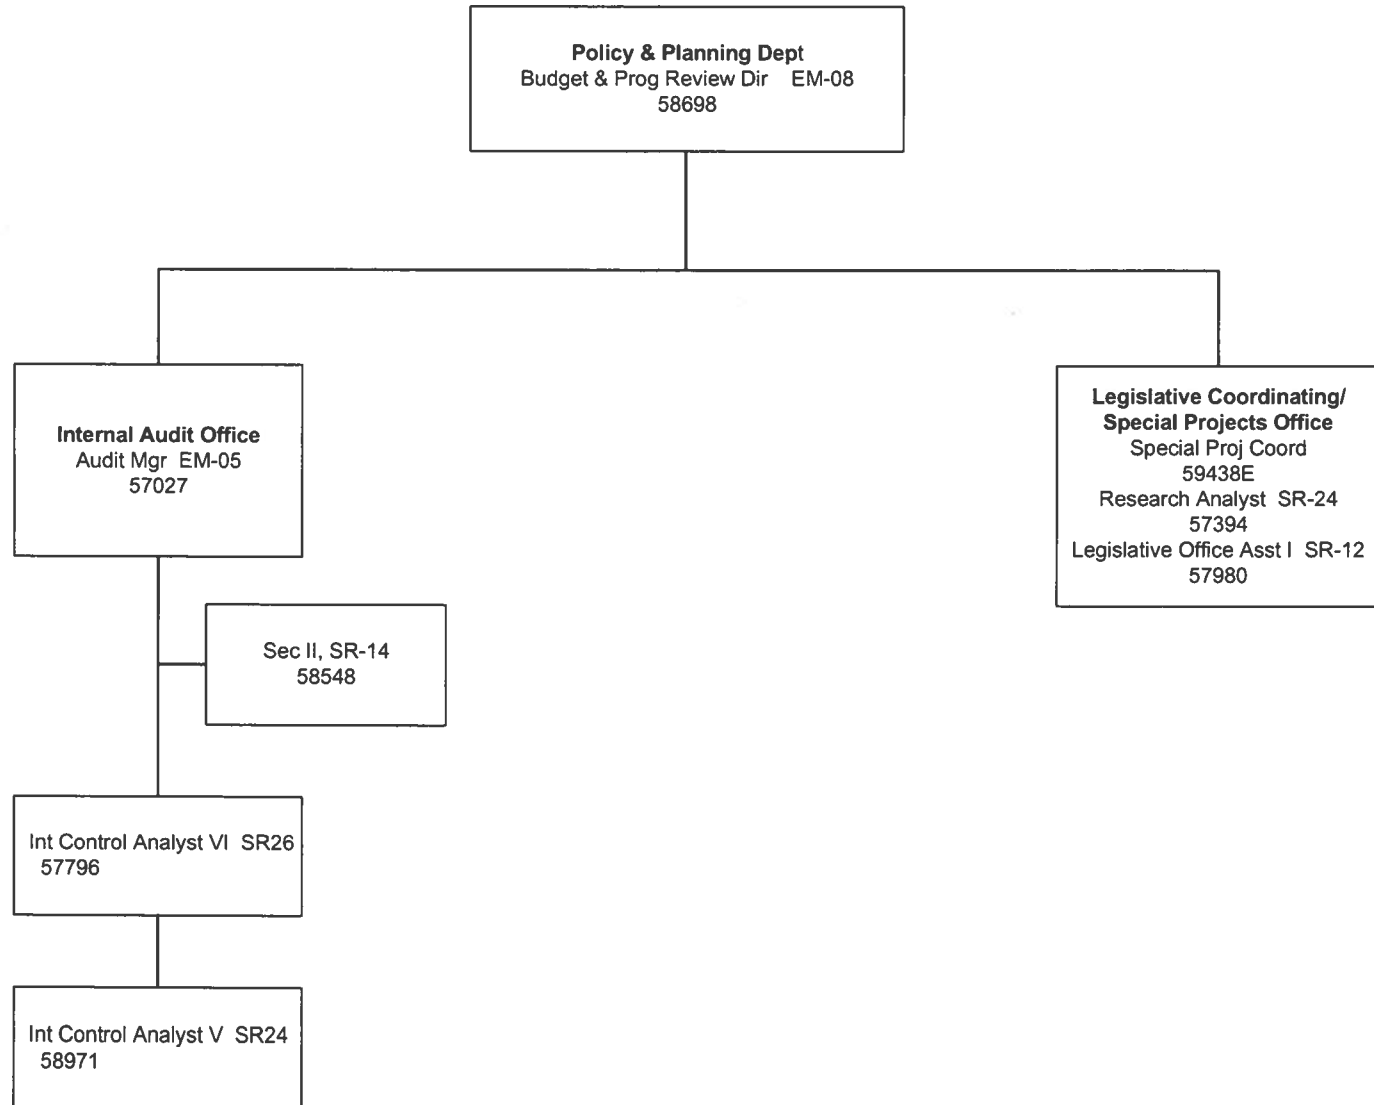 Policy & Planning Dept
Budget & Prog Review Dir EM-08
58698
Internal Audit Office
Audit Mgr EM-05
57027
Legislative Coordinating/
Special Projects Office
Special Proj Coord
59438E
Research Analyst SR-24
57394
Legislative Office Asst I SR-12
57980
Sec II, SR-14
58548
Int Control Analyst VI SR26
57796
Int Control Analyst V SR24
58971